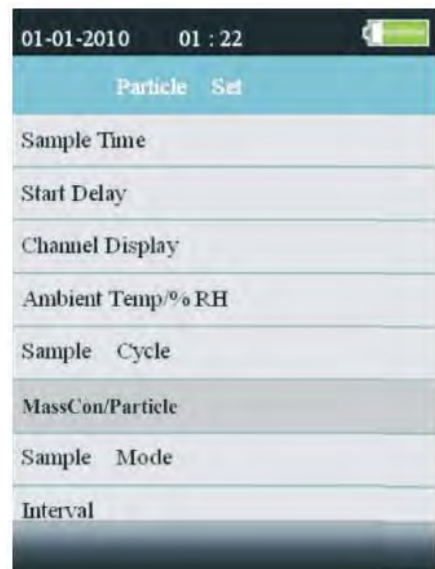 01-01-2010 01 : 22
Particle Set
Sample Time
Start Delay
Channel Display
Ambient Temp/% RH
Sample Cycle
MassCon/Particle
Sample Mode
Interval